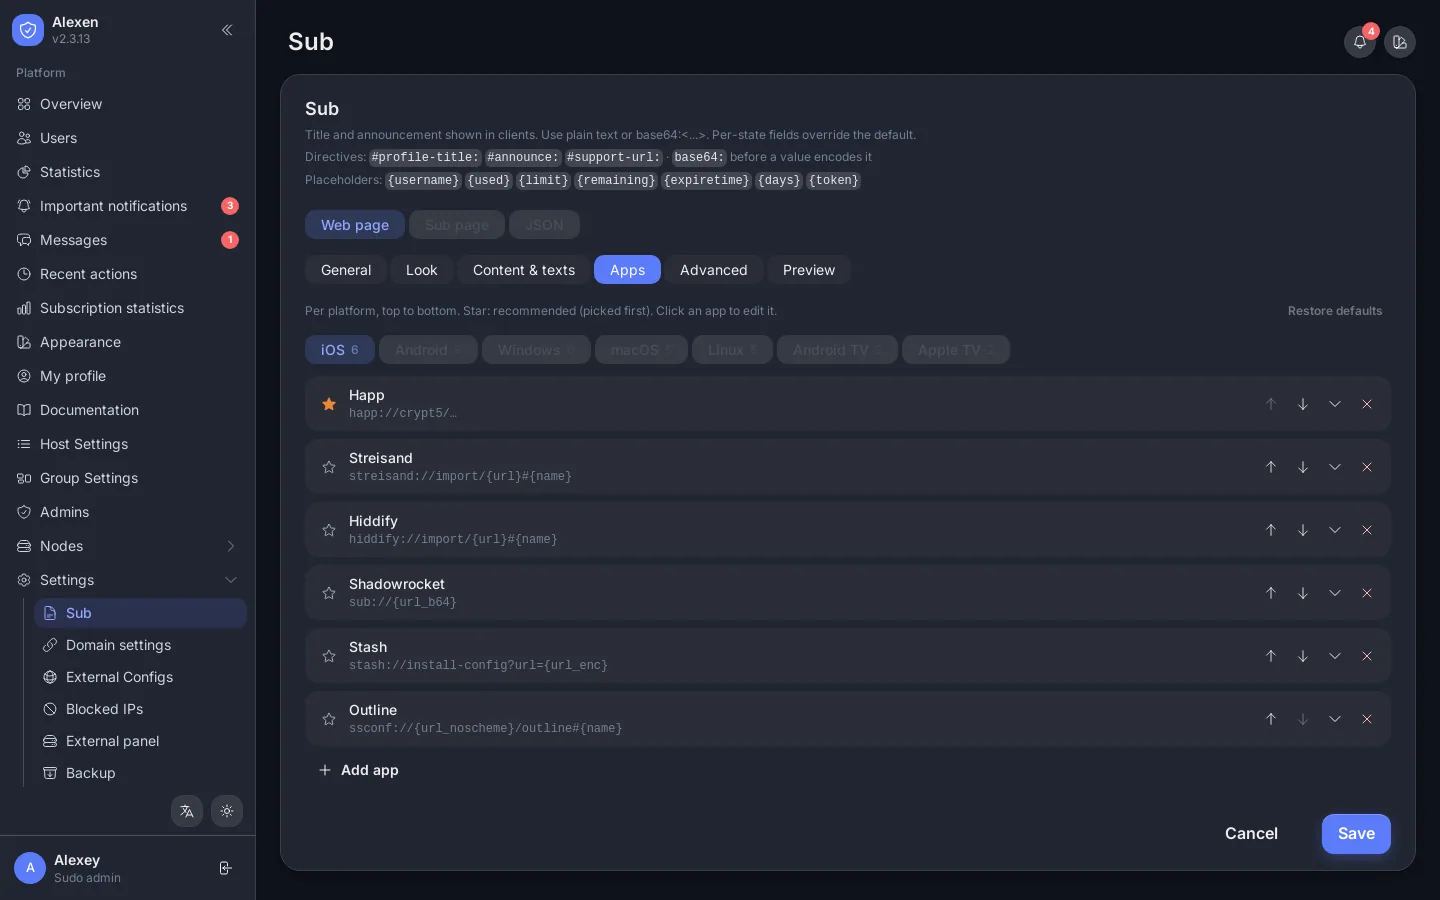 Alexen
v2.3.13
Platform
Overview
Users
Statistics
Important notifications 3
Messages 1
Recent actions
Subscription statistics
Appearance
My profile
Documentation
Host Settings
Group Settings
Admins
Nodes
Settings
Sub
Domain settings
External Configs
Blocked IPs
External panel
Backup
A
Alexey
Sudo admin
Sub
4
Sub
Title and announcement shown in clients. Use plain text or base64:<...>. Per-state fields override the default.
Directives: #profile-title: #announce: #support-url: · base64: before a value encodes it
Placeholders: {username} {used} {limit} {remaining} {expiretime} {days} {token}
Web page Sub page JSON
General Look Content & texts Apps Advanced Preview
Per platform, top to bottom. Star: recommended (picked first). Click an app to edit it. Restore defaults
iOS 6 Android Windows macOS Linux Android TV Apple TV
Happ
happ://crypt5/…
Streisand
streisand://import/{url}#{name}
Hiddify
hiddify://import/{url}#{name}
Shadowrocket
sub://{url_b64}
Stash
stash://install-config?url={url_enc}
Outline
ssconf://{url_noscheme}/outline#{name}
Add app
Cancel Save